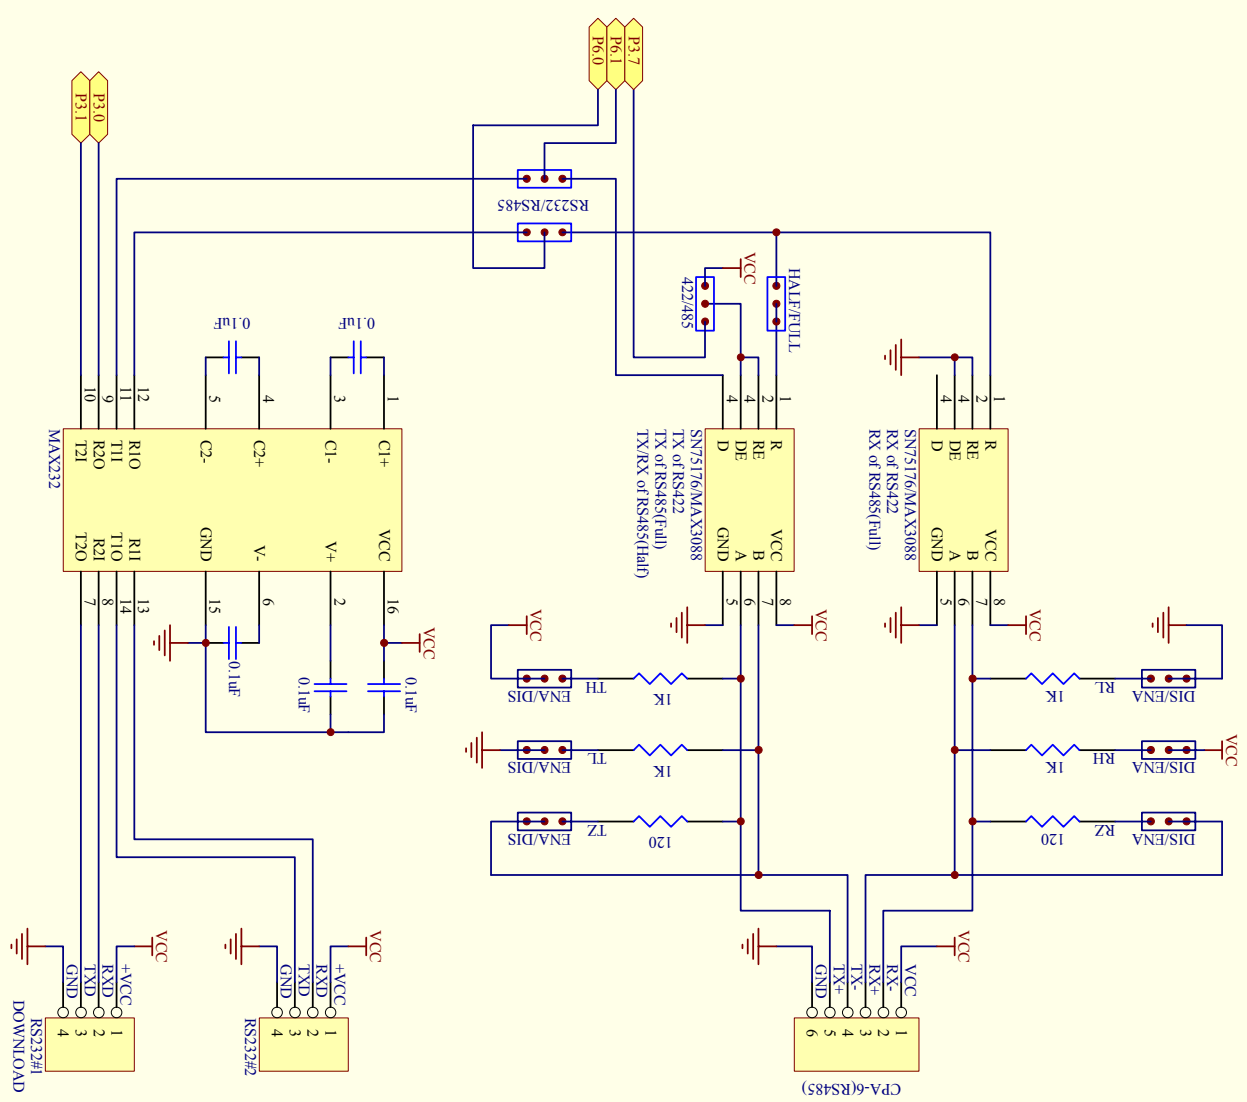 P6.0
P6.1
P3.7
P3.1
P3.0
RS232/RS485
VCC
422/485
HALF/FULL
0.1uF
0.1uF
10
9
11
12
5
4
3
1
4
4
2
1
4
4
2
1
MAX232
T2I
R2O
T1I
R1O
C2-
C2+
C1-
C1+
T2O
R2I
T1O
R1I
GND
V-
V+
VCC
SN75176/MAX3088
TX of RS422
TX of RS485(Full)
TX/RX of RS485(Half)
D
DE
RE
R
GND
A
B
VCC
SN75176/MAX3088
RX of RS422
RX of RS485(Full)
D
DE
RE
R
GND
A
B
VCC
7
8
14
13
15
6
2
16
5
6
7
8
5
6
7
8
VCC
VCC
VCC
VCC
0.1uF
0.1uF
0.1uF
ENA/DIS
TH
1K
1K
RL
DIS/ENA
ENA/DIS
TL
1K
1K
RH
DIS/ENA
VCC
ENA/DIS
TZ
120
120
RZ
DIS/ENA
VCC
VCC
VCC
GND
TXD
RXD
+VCC
GND
TXD
RXD
+VCC
GND
TX+
TX-
RX+
RX-
VCC
4
3
2
1
4
3
2
1
6
5
4
3
2
1
RS232#1
DOWNLOAD
RS232#2
CPA-6(RS485)